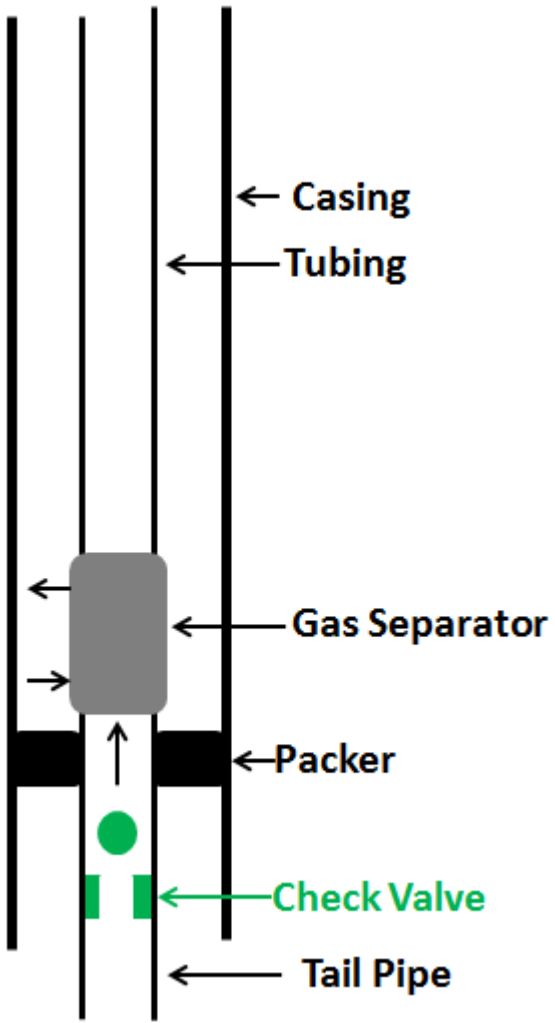 Casing
Tubing
Gas Separator
Packer
Check Valve
Tail Pipe